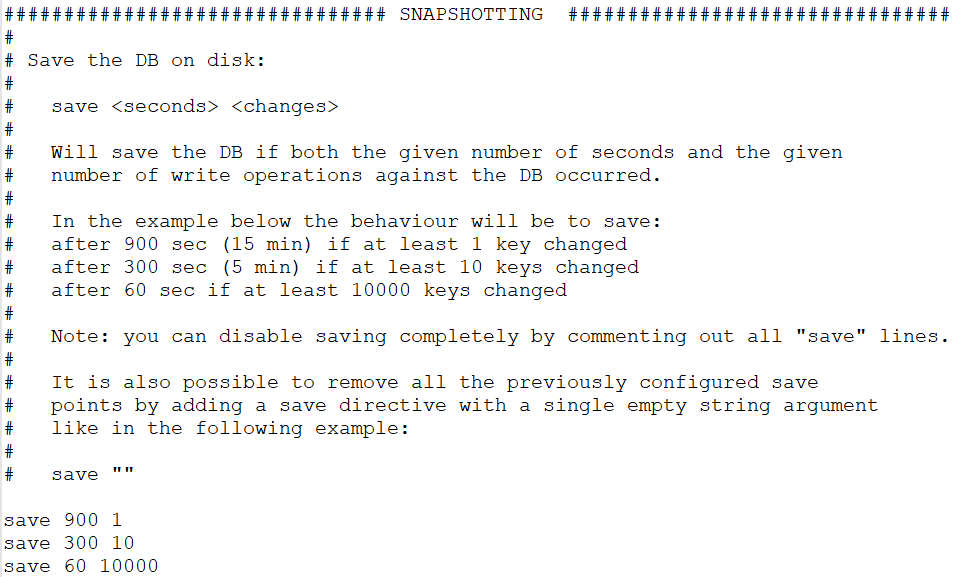 ################################ SNAPSHOTTING  ################################
#
# Save the DB on disk:
#
#   save <seconds> <changes>
#
#   Will save the DB if both the given number of seconds and the given
#   number of write operations against the DB occurred.
#
#   In the example below the behaviour will be to save:
#   after 900 sec (15 min) if at least 1 key changed
#   after 300 sec (5 min) if at least 10 keys changed
#   after 60 sec if at least 10000 keys changed
#
#   Note: you can disable saving completely by commenting out all "save" lines.
#
#   It is also possible to remove all the previously configured save
#   points by adding a save directive with a single empty string argument
#   like in the following example:
#
#   save ""

save 900 1
save 300 10
save 60 10000